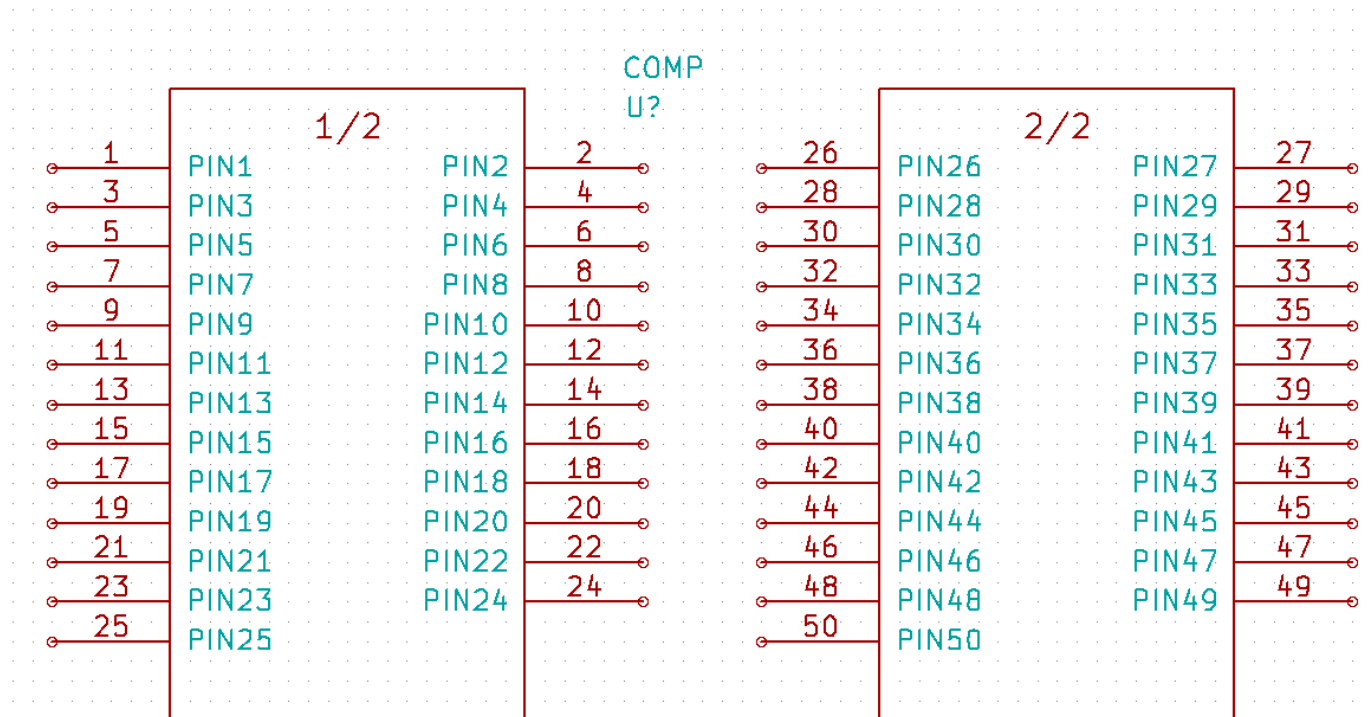 COMP
U?
1/2
1 PIN1 PIN2 2
3 PIN3 PIN4 4
5 PIN5 PIN6 6
7 PIN7 PIN8 8
9 PIN9 PIN10 10
11 PIN11 PIN12 12
13 PIN13 PIN14 14
15 PIN15 PIN16 16
17 PIN17 PIN18 18
19 PIN19 PIN20 20
21 PIN21 PIN22 22
23 PIN23 PIN24 24
25 PIN25
2/2
26 PIN26 PIN27 27
28 PIN28 PIN29 29
30 PIN30 PIN31 31
32 PIN32 PIN33 33
34 PIN34 PIN35 35
36 PIN36 PIN37 37
38 PIN38 PIN39 39
40 PIN40 PIN41 41
42 PIN42 PIN43 43
44 PIN44 PIN45 45
46 PIN46 PIN47 47
48 PIN48 PIN49 49
50 PIN50